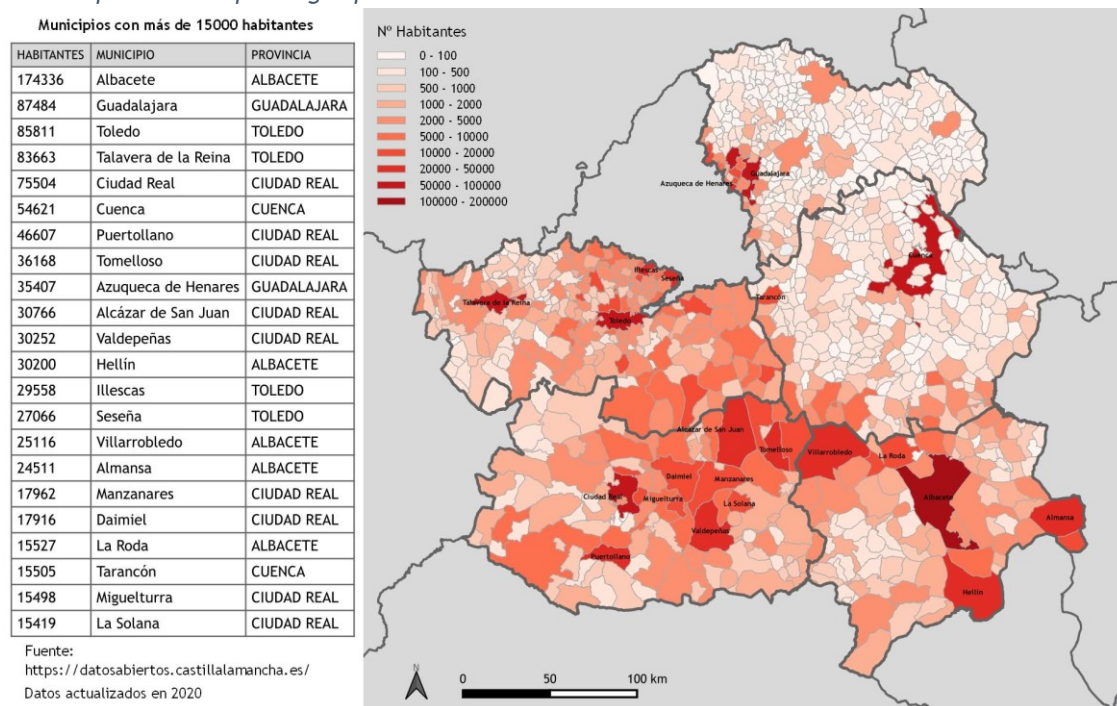 Municipios con más de 15000 habitantes
HABITANTES MUNICIPIO PROVINCIA
174336 Albacete ALBACETE
87484 Guadalajara GUADALAJARA
85811 Toledo TOLEDO
83663 Talavera de la Reina TOLEDO
75504 Ciudad Real CIUDAD REAL
54621 Cuenca CUENCA
46607 Puertollano CIUDAD REAL
36168 Tomelloso CIUDAD REAL
35407 Azuqueca de Henares GUADALAJARA
30766 Alcázar de San Juan CIUDAD REAL
30252 Valdepeñas CIUDAD REAL
30200 Hellín ALBACETE
29558 Illescas TOLEDO
27066 Seseña TOLEDO
25116 Villarrobledo ALBACETE
24511 Almansa ALBACETE
17962 Manzanares CIUDAD REAL
17916 Daimiel CIUDAD REAL
15527 La Roda ALBACETE
15505 Tarancón CUENCA
15498 Miguelturra CIUDAD REAL
15419 La Solana CIUDAD REAL
Fuente:
https://datosabiertos.castillalamancha.es/
Datos actualizados en 2020
Nº Habitantes
0 - 100
100 - 500
500 - 1000
1000 - 2000
2000 - 5000
5000 - 10000
10000 - 20000
20000 - 50000
50000 - 100000
100000 - 200000
Guadalajara
Azuqueca de Henares
Cuenca
Illescas
Seseña
Tarancón
Talavera de la Reina
Toledo
Alcázar de San Juan
Tomelloso
Villarrobledo
La Roda
Daimiel
Manzanares
Ciudad Real
Miguelturra
La Solana
Albacete
Almansa
Valdepeñas
Puertollano
Hellín
N
0 50 100 km